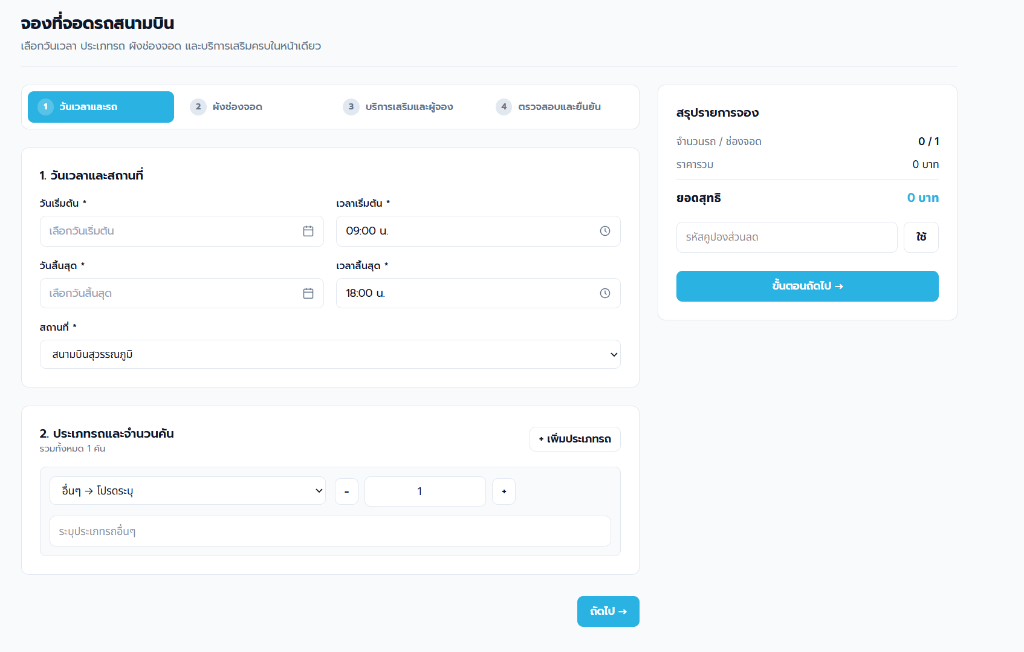 จองที่จอดรถสนามบิน
เลือกวันเวลา ประเภทรถ ผังช่องจอด และบริการเสริมครบในหน้าเดียว
1 วันเวลาและรถ
2 ผังช่องจอด
3 บริการเสริมและผู้จอง
4 ตรวจสอบและยืนยัน
1. วันเวลาและสถานที่
วันเริ่มต้น * เวลาเริ่มต้น *
เลือกวันเริ่มต้น 09:00 น.
วันสิ้นสุด * เวลาสิ้นสุด *
เลือกวันสิ้นสุด 18:00 น.
สถานที่ *
สนามบินสุวรรณภูมิ
2. ประเภทรถและจำนวนคัน
รวมทั้งหมด 1 คัน
+ เพิ่มประเภทรถ
อื่นๆ → โปรดระบุ - 1 +
ระบุประเภทรถอื่นๆ
ถัดไป →
สรุปรายการจอง
จำนวนรถ / ช่องจอด 0 / 1
ราคารวม 0 บาท
ยอดสุทธิ 0 บาท
รหัสคูปองส่วนลด ใช้
ขั้นตอนถัดไป →